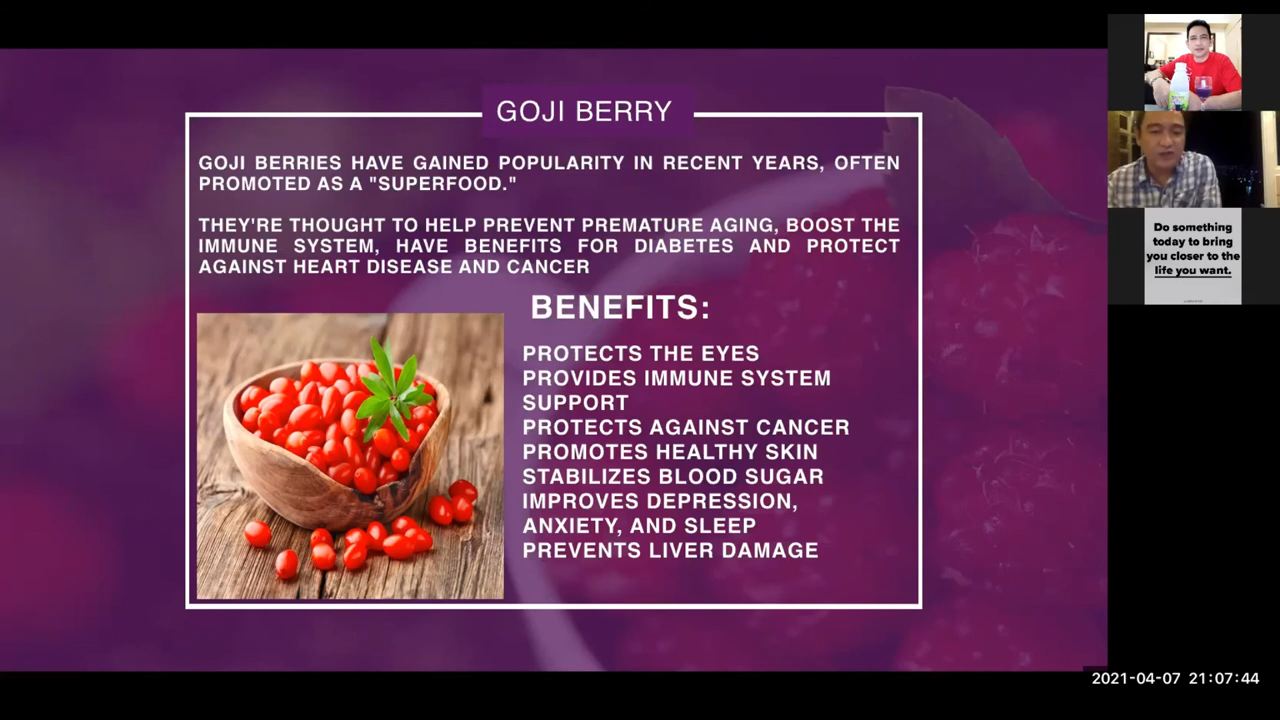 GOJI BERRY
GOJI BERRIES HAVE GAINED POPULARITY IN RECENT YEARS, OFTEN
PROMOTED AS A "SUPERFOOD."
THEY'RE THOUGHT TO HELP PREVENT PREMATURE AGING, BOOST THE
IMMUNE SYSTEM, HAVE BENEFITS FOR DIABETES AND PROTECT
AGAINST HEART DISEASE AND CANCER
BENEFITS:
PROTECTS THE EYES
PROVIDES IMMUNE SYSTEM
SUPPORT
PROTECTS AGAINST CANCER
PROMOTES HEALTHY SKIN
STABILIZES BLOOD SUGAR
IMPROVES DEPRESSION,
ANXIETY, AND SLEEP
PREVENTS LIVER DAMAGE
Do something
today to bring
you closer to the
life you want.
2021-04-07 21:07:44